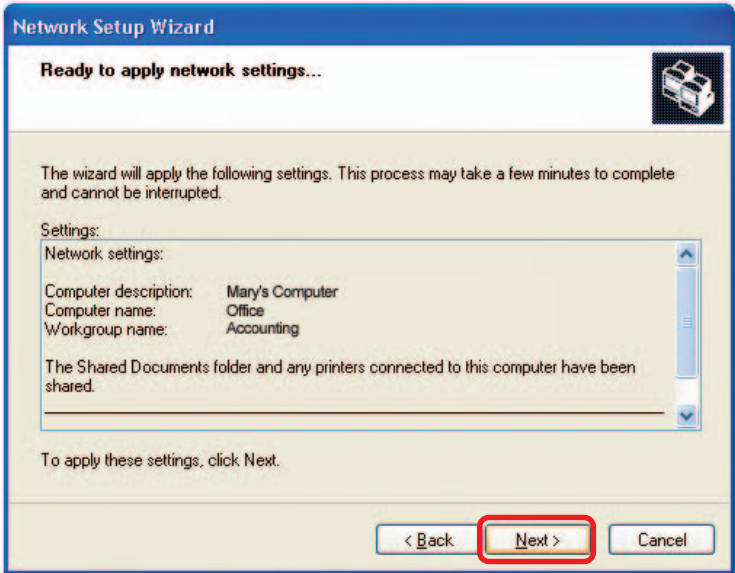 Network Setup Wizard
Ready to apply network settings...
The wizard will apply the following settings. This process may take a few minutes to complete
and cannot be interrupted.
Settings:
Network settings:
Computer description: Mary's Computer
Computer name: Office
Workgroup name: Accounting
The Shared Documents folder and any printers connected to this computer have been
shared.
To apply these settings, click Next.
< Back Next > Cancel